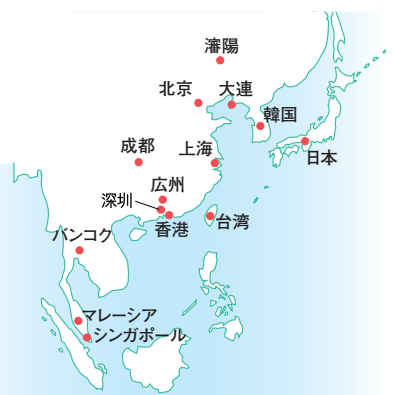 瀋陽
北京
大連
韓国
成都
上海
日本
広州
深圳
香港
台湾
バンコク
マレーシア
シンガポール